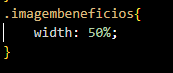 .imagembeneficios{
    width: 50%;
}